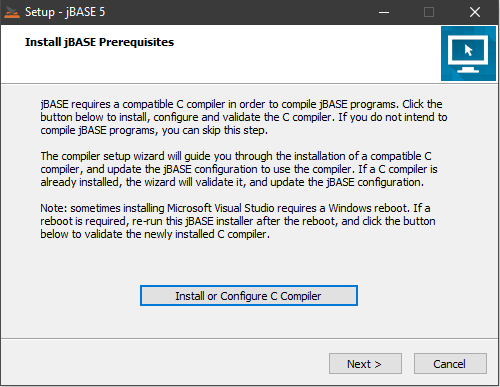 Setup - jBASE 5
Install jBASE Prerequisites
jBASE requires a compatible C compiler in order to compile jBASE programs. Click the
button below to install, configure and validate the C compiler. If you do not intend to
compile jBASE programs, you can skip this step.
The compiler setup wizard will guide you through the installation of a compatible C
compiler, and update the jBASE configuration to use the compiler. If a C compiler is
already installed, the wizard will validate it, and update the jBASE configuration.
Note: sometimes installing Microsoft Visual Studio requires a Windows reboot. If a
reboot is required, re-run this jBASE installer after the reboot, and click the button
below to validate the newly installed C compiler.
Install or Configure C Compiler
Next >
Cancel